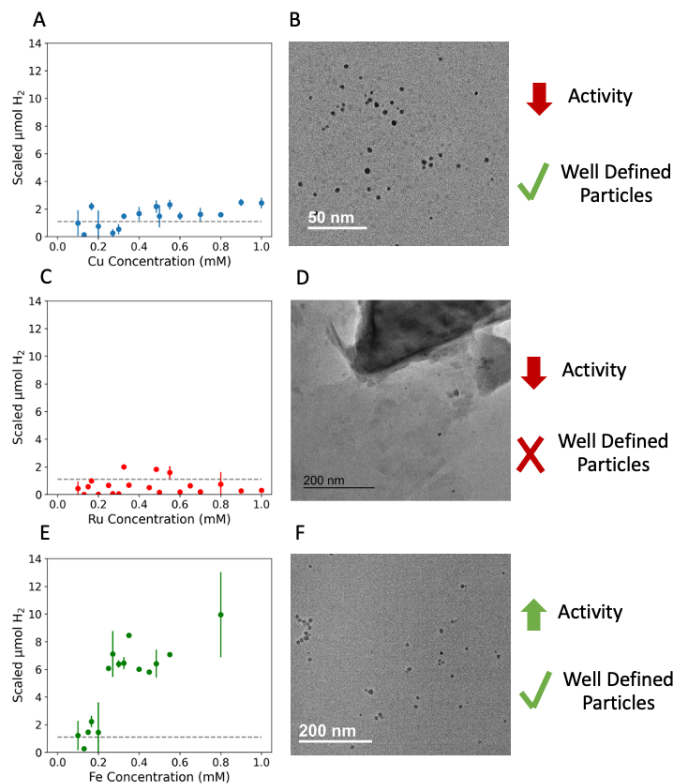 A
B
Scaled μmol H₂
14
12
10
8
6
4
2
0
0.0 0.2 0.4 0.6 0.8 1.0
Cu Concentration (mM)
50 nm
Activity
Well Defined
Particles
C
D
Scaled μmol H₂
14
12
10
8
6
4
2
0
0.0 0.2 0.4 0.6 0.8 1.0
Ru Concentration (mM)
200 nm
Activity
Well Defined
Particles
E
F
Scaled μmol H₂
14
12
10
8
6
4
2
0
0.0 0.2 0.4 0.6 0.8 1.0
Fe Concentration (mM)
200 nm
Activity
Well Defined
Particles